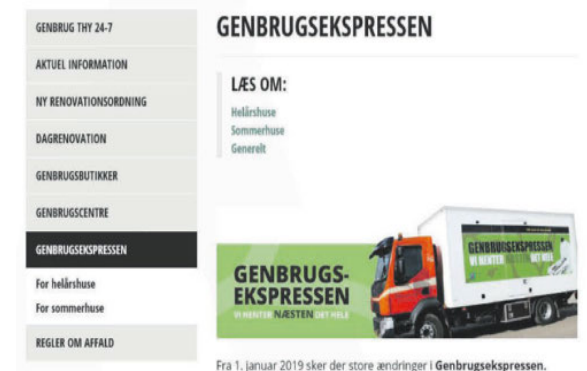 GENBRUG THY 24-7
AKTUEL INFORMATION
NY RENOVATIONSORDNING
DAGRENOVATION
GENBRUGSBUTIKKER
GENBRUGSCENTRE
GENBRUGSEKSPRESSEN
For helårshuse
For sommerhuse
REGLER OM AFFALD
GENBRUGSEKSPRESSEN
LÆS OM:
Helårshuse
Sommerhuse
Generelt
GENBRUGS-
EKSPRESSEN
VI HENTER NÆSTEN DET HELE
GENBRUGSEKSPRESSEN
VI HENTER NÆSTEN DET HELE
Fra 1. januar 2019 sker der store ændringer i Genbrugsekspressen.